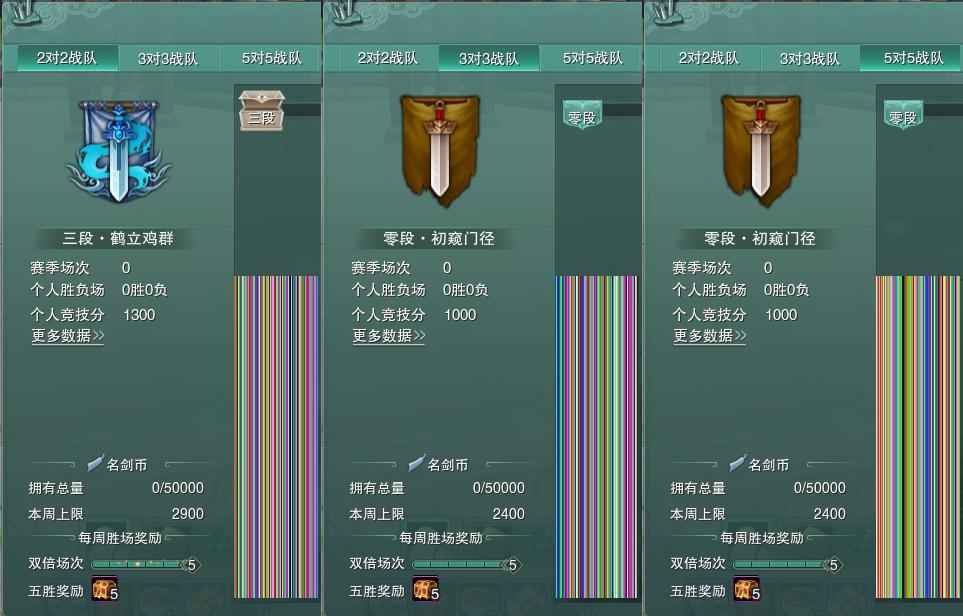 2对2战队 3对3战队 5对5战队
三段
三段·鹤立鸡群
赛季场次 0
个人胜负场 0胜0负
个人竞技分 1300
更多数据>>
名剑币
拥有总量 0/50000
本周上限 2900
每周胜场奖励
双倍场次 5
五胜奖励 5
2对2战队 3对3战队 5对5战队
零段
零段·初窥门径
赛季场次 0
个人胜负场 0胜0负
个人竞技分 1000
更多数据>>
名剑币
拥有总量 0/50000
本周上限 2400
每周胜场奖励
双倍场次 5
五胜奖励 5
2对2战队 3对3战队 5对5战队
零段
零段·初窥门径
赛季场次 0
个人胜负场 0胜0负
个人竞技分 1000
更多数据>>
名剑币
拥有总量 0/50000
本周上限 2400
每周胜场奖励
双倍场次 5
五胜奖励 5